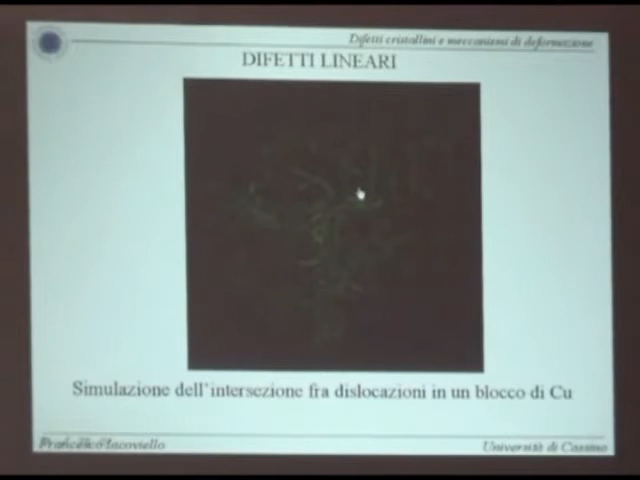 Difetti cristallini e meccanismi di deformazione
DIFETTI LINEARI
Simulazione dell'intersezione fra dislocazioni in un blocco di Cu
Francesco Iacoviello
Università di Cassino